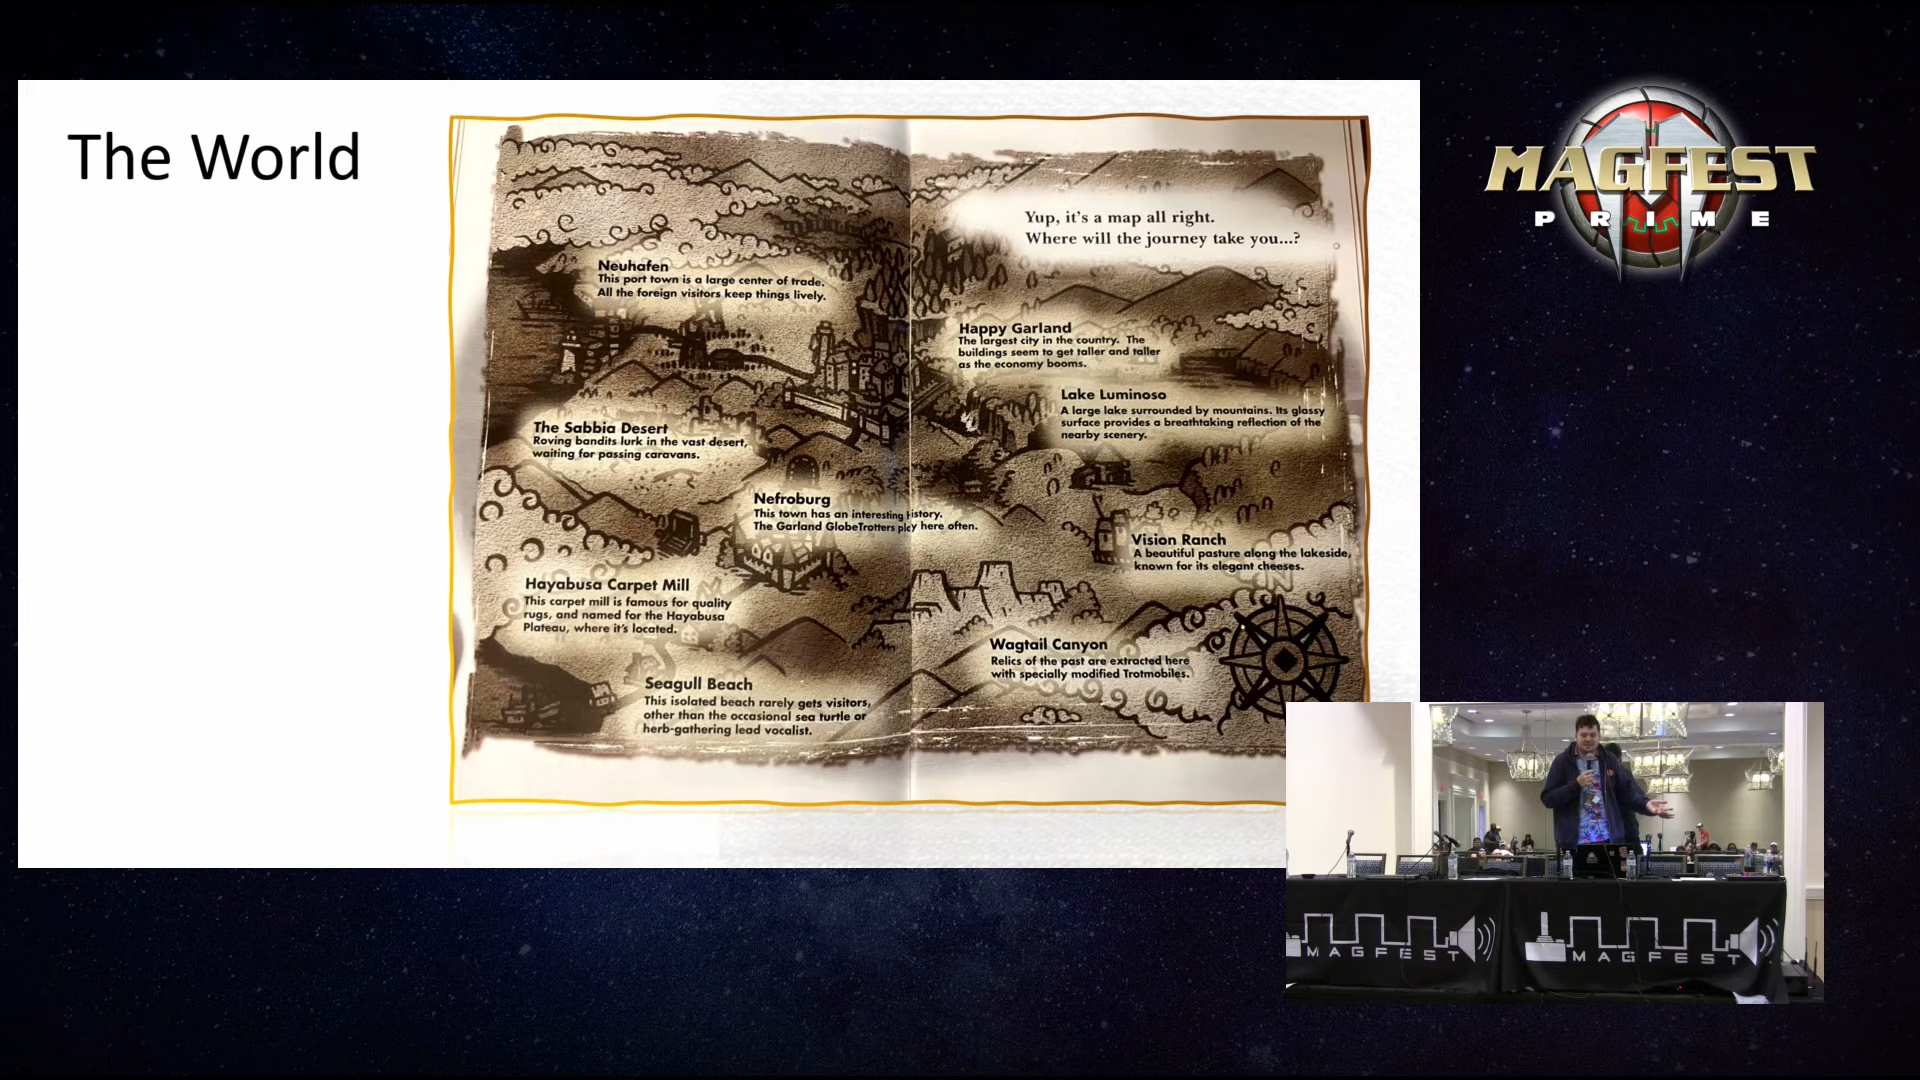 The World
MAGFEST
PRIME
Yup, it's a map all right.
Where will the journey take you...?
Neuhafen
This port town is a large center of trade.
All the foreign visitors keep things lively.
Happy Garland
The largest city in the country. The
buildings seem to get taller and taller
as the economy booms.
Lake Luminoso
A large lake surrounded by mountains. Its glassy
surface provides a breathtaking reflection of the
nearby scenery.
The Sabbia Desert
Roving bandits lurk in the vast desert,
waiting for passing caravans.
Nefroburg
This town has an interesting history.
The Garland GlobeTrotters play here often.
Vision Ranch
A beautiful pasture along the lakeside,
known for its elegant cheeses.
Hayabusa Carpet Mill
This carpet mill is famous for quality
rugs, and named for the Hayabusa
Plateau, where it's located.
Wagtail Canyon
Relics of the past are extracted here
with specially modified Trotmobiles.
Seagull Beach
This isolated beach rarely gets visitors,
other than the occasional sea turtle or
herb-gathering lead vocalist.
MAGFEST
MAGFEST